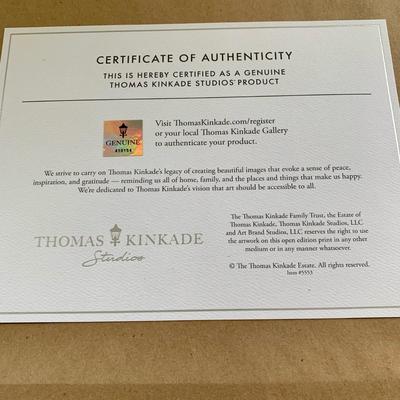 CERTIFICATE OF AUTHENTICITY
THIS IS HEREBY CERTIFIED AS A GENUINE
THOMAS KINKADE STUDIOS® PRODUCT
GENUINE
Visit ThomasKinkade.com/register
or your local Thomas Kinkade Gallery
to authenticate your product.
We strive to carry on Thomas Kinkade's legacy of creating beautiful images that evoke a sense of peace,
inspiration, and gratitude — reminding us all of home, family, and the places and things that make us happy.
We're dedicated to Thomas Kinkade's vision that art should be accessible to all.
THOMAS KINKADE
Studios
The Thomas Kinkade Family Trust, the Estate of
Thomas Kinkade, Thomas Kinkade Studios, LLC
and Art Brand Studios, LLC reserves the right to use
the artwork on this open edition print in any other
medium or in any manner whatsoever.
© The Thomas Kinkade Estate. All rights reserved.
Item #5553